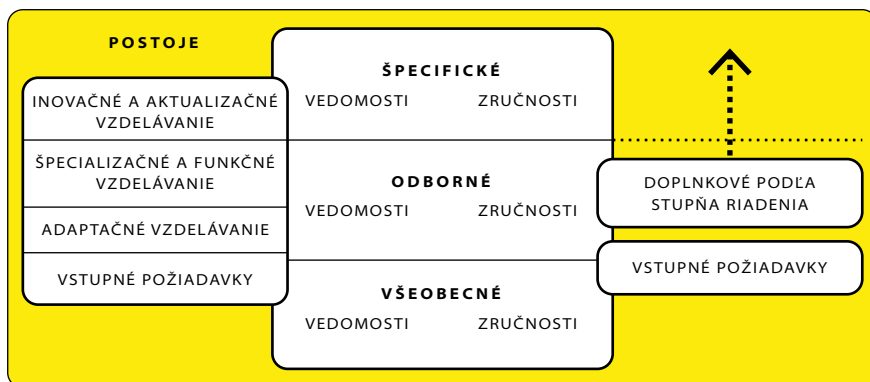 POSTOJE
INOVAČNÉ A AKTUALIZAČNÉ
VZDELÁVANIE
ŠPECIALIZAČNÉ A FUNKČNÉ
VZDELÁVANIE
ADAPTAČNÉ VZDELÁVANIE
VSTUPNÉ POŽIADAVKY
ŠPECIFICKÉ
VEDOMOSTI ZRUČNOSTI
ODBORNÉ
VEDOMOSTI ZRUČNOSTI
VŠEOBECNÉ
VEDOMOSTI ZRUČNOSTI
DOPLNKOVÉ PODĽA
STUPŇA RIADENIA
VSTUPNÉ POŽIADAVKY